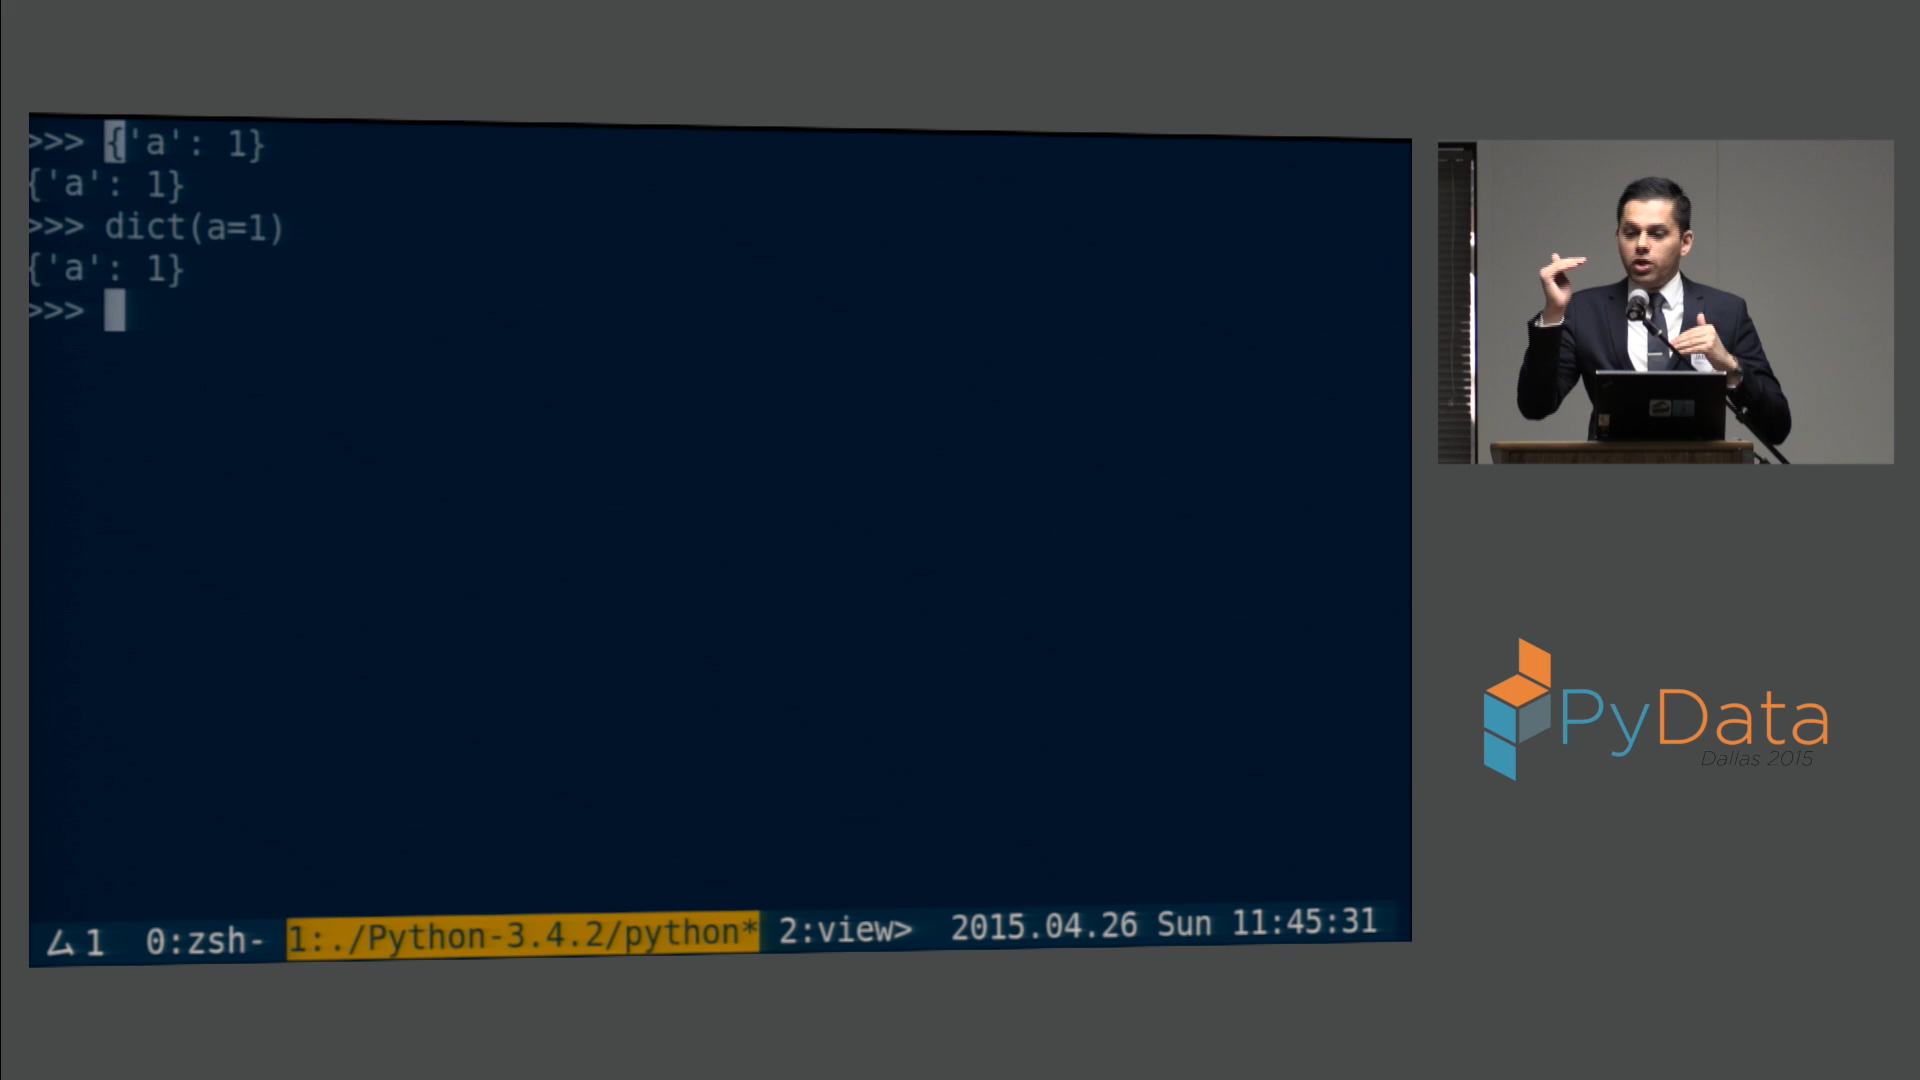 >>> {'a': 1}
{'a': 1}
>>> dict(a=1)
{'a': 1}
>>>
1 0:zsh- 1:./Python-3.4.2/python* 2:view> 2015.04.26 Sun 11:45:31
PyData
Dallas 2015